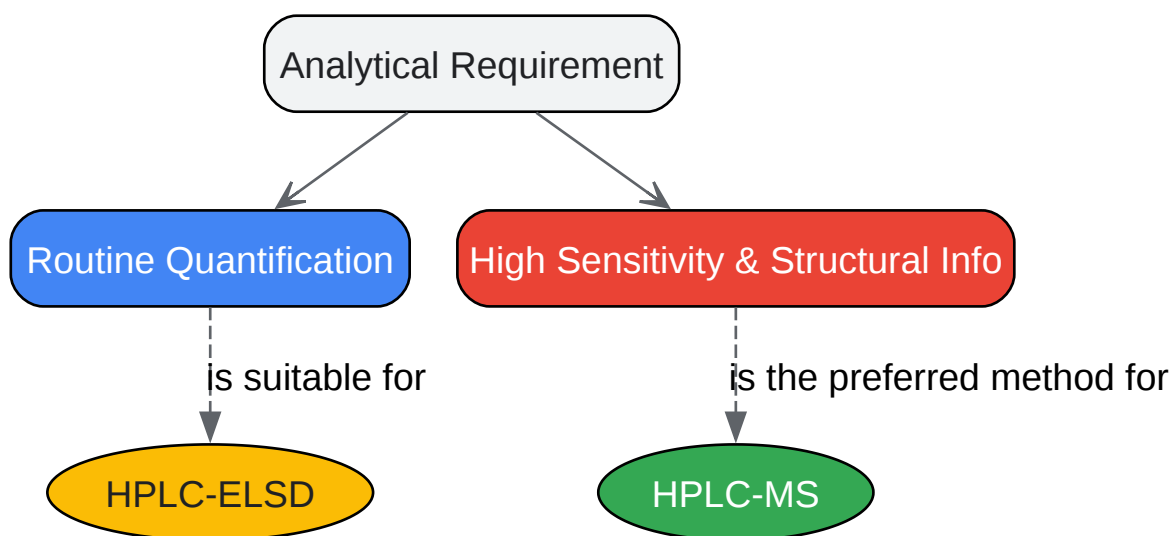 Analytical Requirement
Routine Quantification
High Sensitivity & Structural Info
is suitable for
is the preferred method for
HPLC-ELSD
HPLC-MS